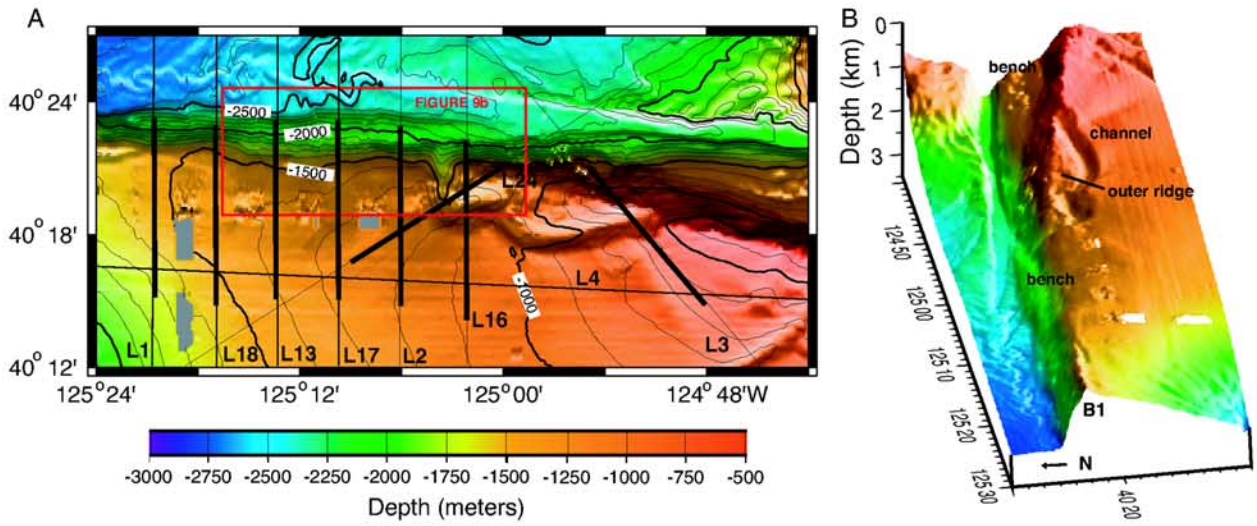 A
40° 24'
40° 18'
40° 12'
FIGURE 9b
-2500
-2000
-1500
-1000
L24
L4
L16
L3
L1
L18
L13
L17
L2
125° 24'
125° 12'
125° 00'
124° 48'W
-3000 -2750 -2500 -2250 -2000 -1750 -1500 -1250 -1000 -750 -500
Depth (meters)
B
Depth (km)
0
1
2
3
bench
channel
outer ridge
bench
B1
124 50
125 00
125 10
125 20
125 30
N
40 20